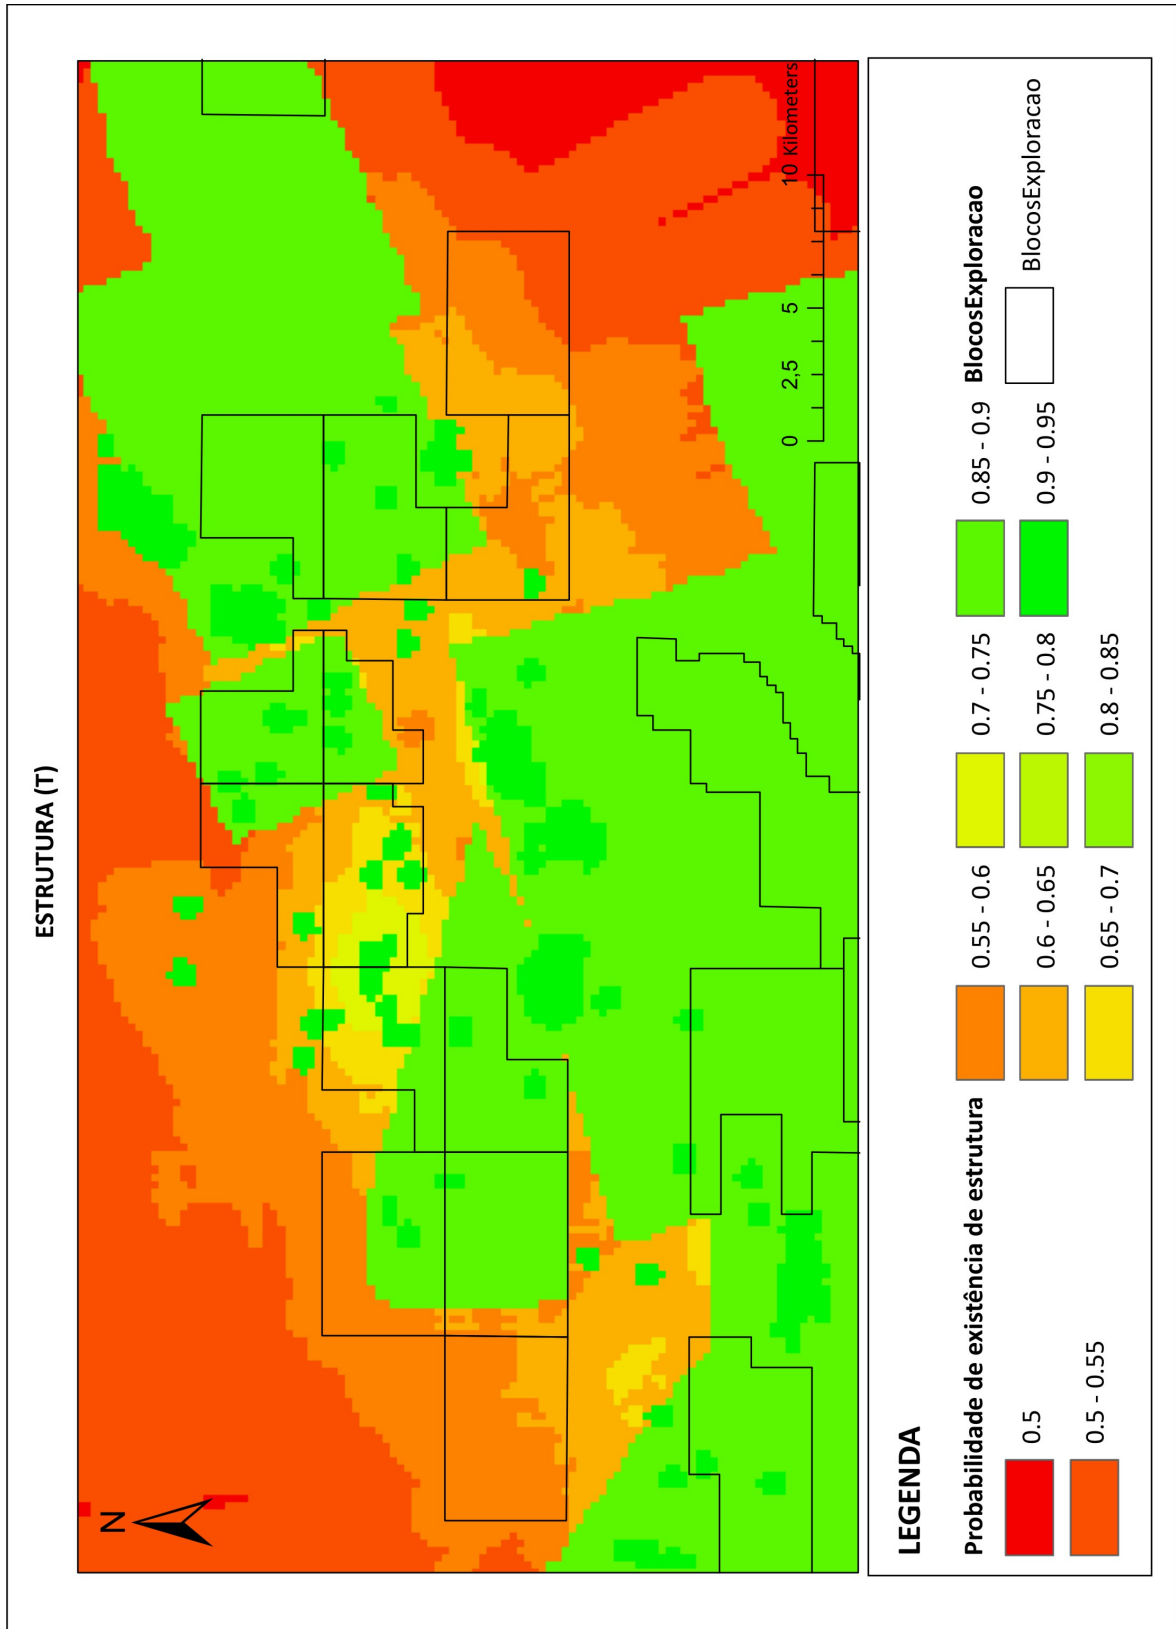 ESTRUTURA (T)
N
0 2,5 5 10 Kilometers
LEGENDA
Probabilidade de existência de estrutura
0.5
0.5 - 0.55
0.55 - 0.6
0.6 - 0.65
0.65 - 0.7
0.7 - 0.75
0.75 - 0.8
0.8 - 0.85
0.85 - 0.9
0.9 - 0.95
BlocosExploracao
BlocosExploracao